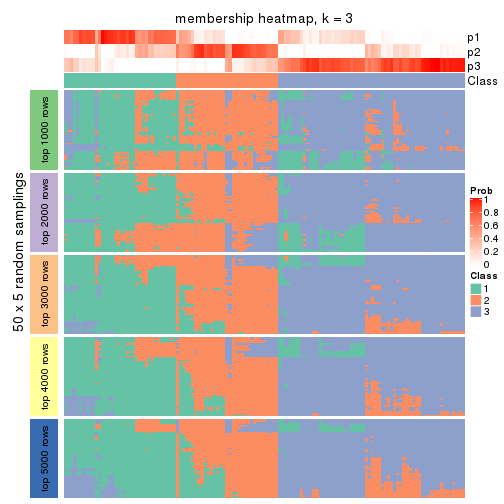 membership heatmap, k = 3
p1
p2
p3
Class
50 x 5 random samplings
top 1000 rows
top 2000 rows
top 3000 rows
top 4000 rows
top 5000 rows
Prob
1
0.8
0.6
0.4
0.2
0
Class
1
2
3